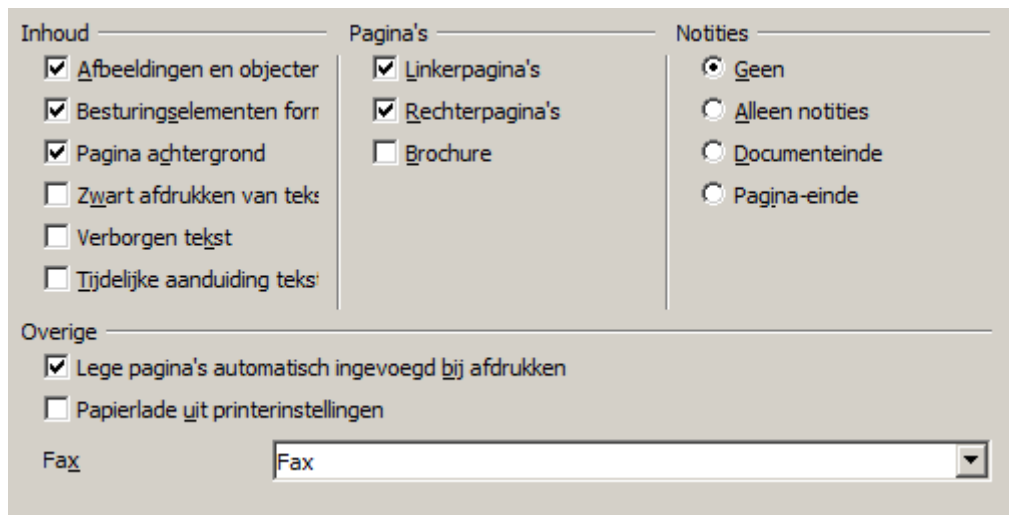 Inhoud
Afbeeldingen en objecten
Besturingselementen form
Pagina achtergrond
Zwart afdrukken van teks
Verborgen tekst
Tijdelijke aanduiding tekst
Pagina's
Linkerpagina's
Rechterpagina's
Brochure
Notities
Geen
Alleen notities
Documenteinde
Pagina-einde
Overige
Lege pagina's automatisch ingevoegd bij afdrukken
Papierlade uit printerinstellingen
Fax
Fax